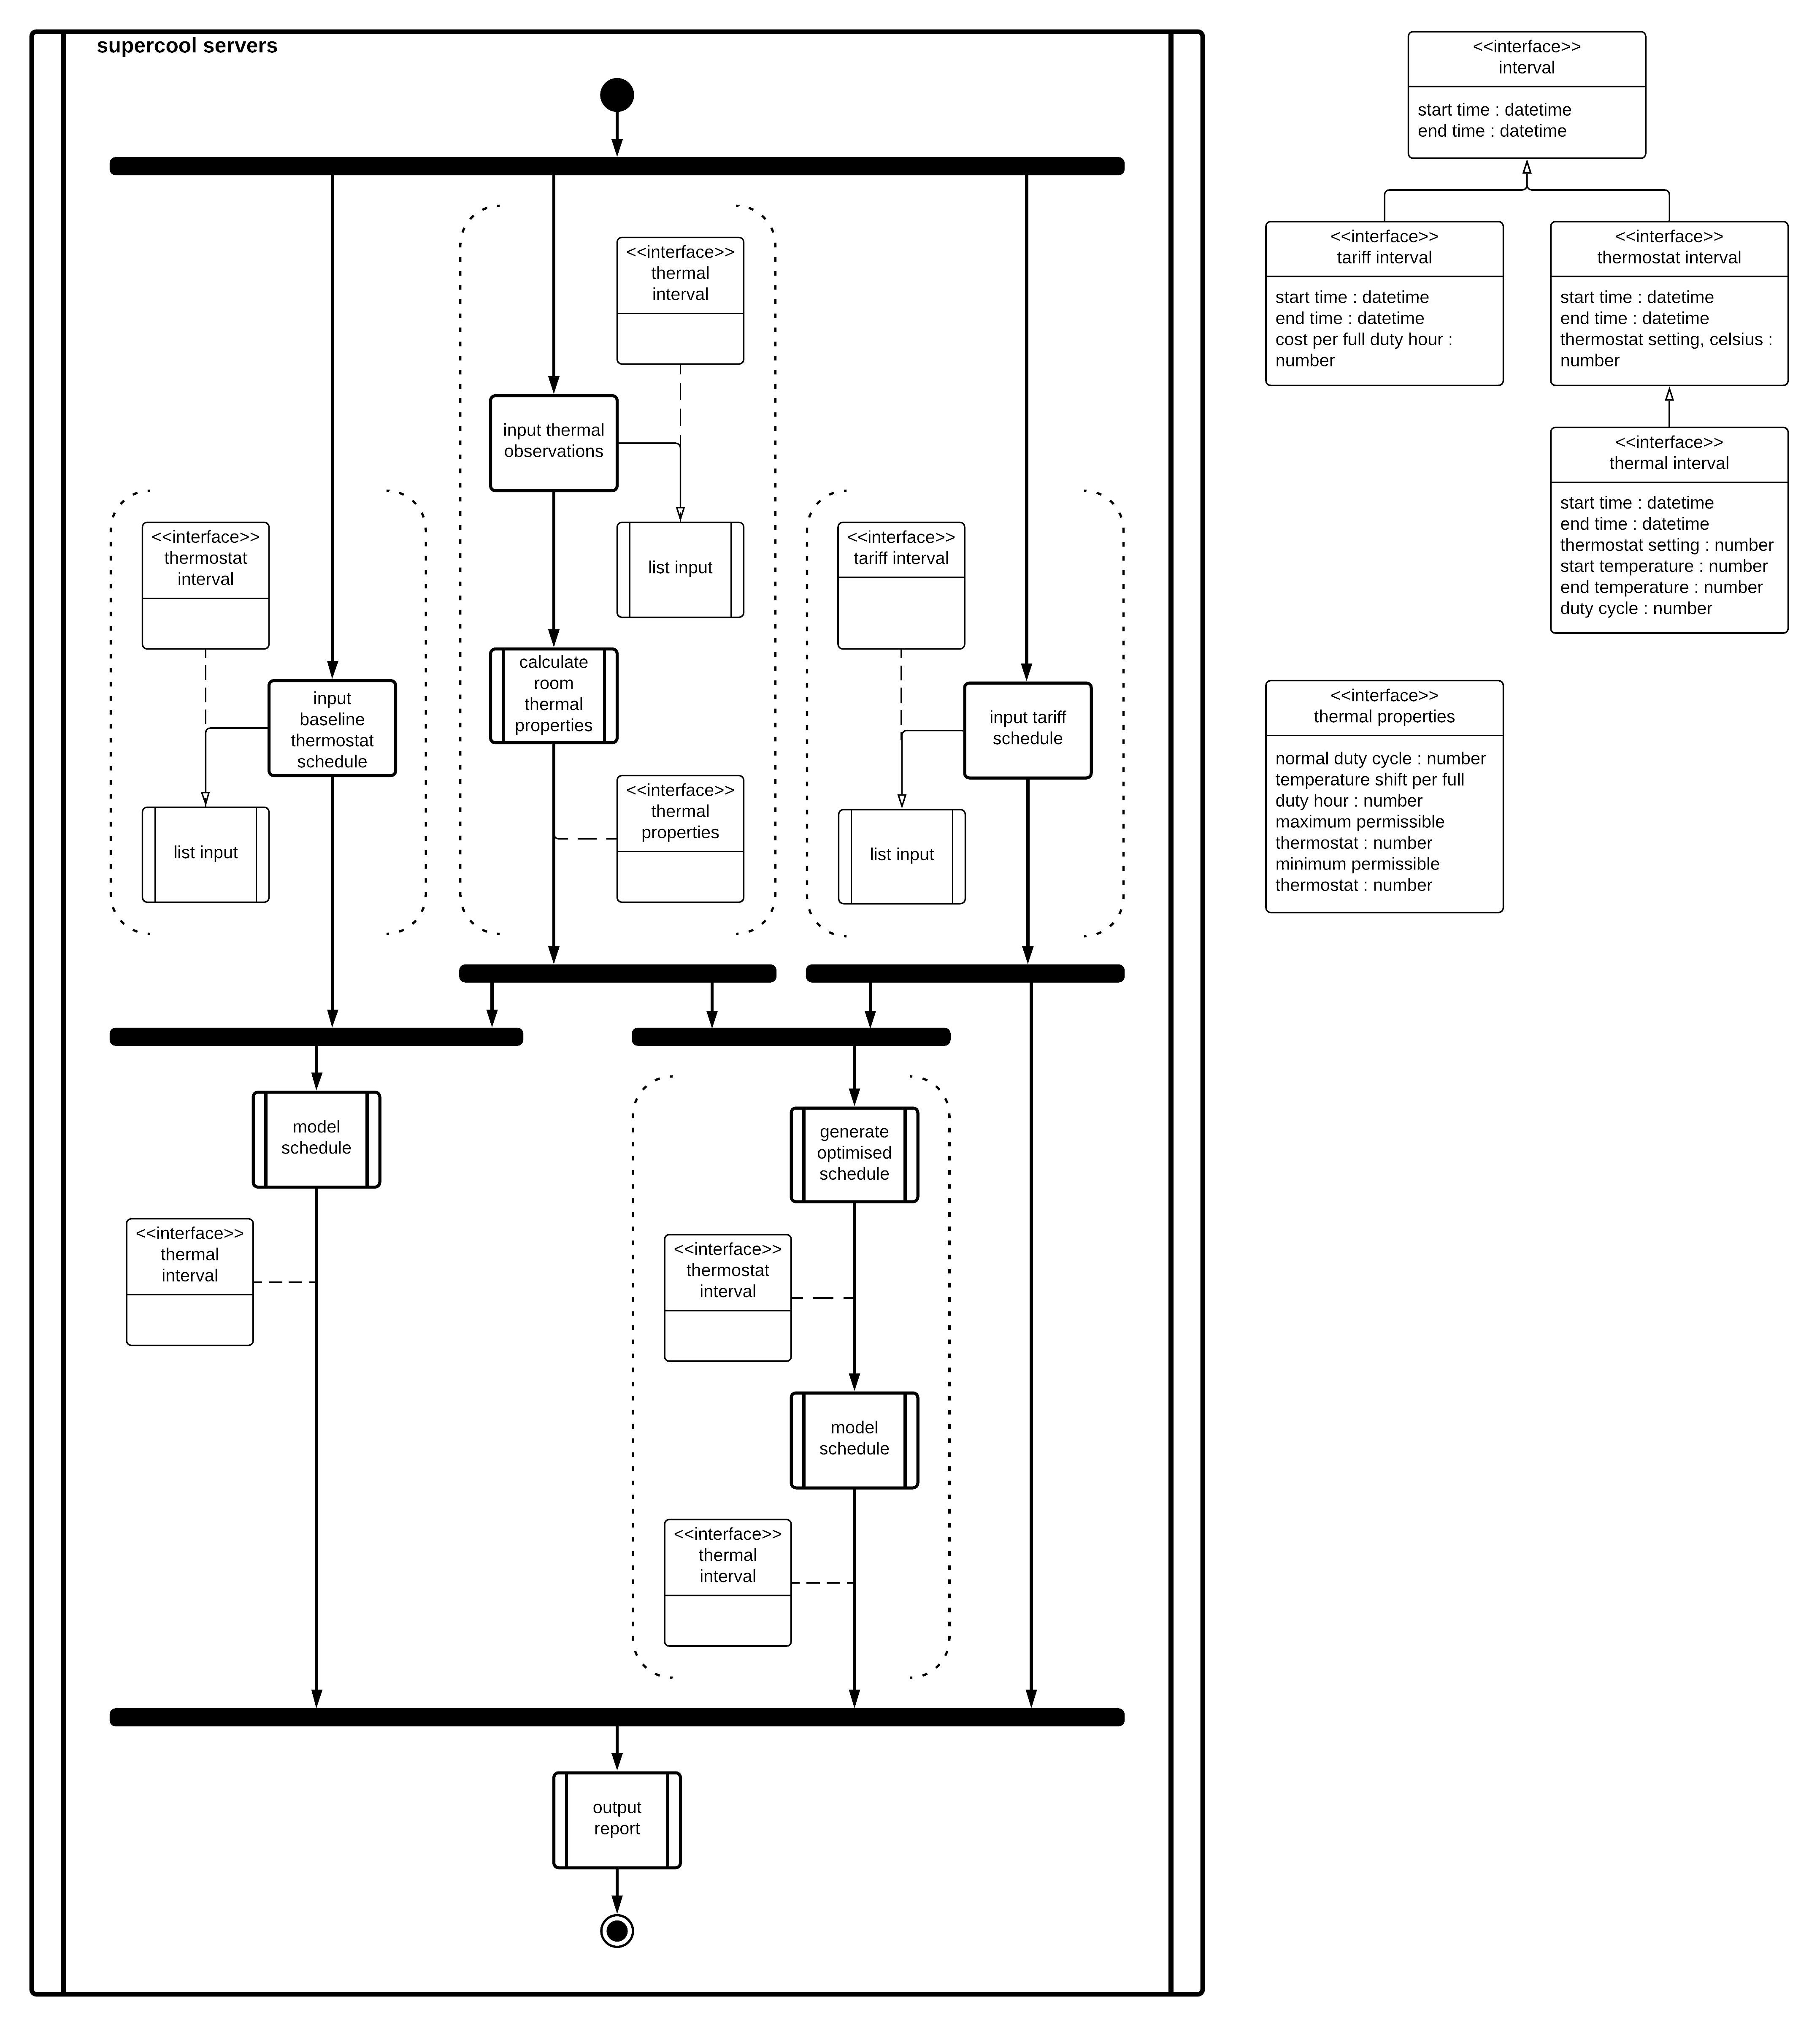 supercool servers
<<interface>>
thermal
interval
input thermal
observations
list input
<<interface>>
thermostat
interval
input
baseline
thermostat
schedule
list input
calculate
room
thermal
properties
<<interface>>
thermal
properties
<<interface>>
tariff interval
input tariff
schedule
list input
model
schedule
<<interface>>
thermal
interval
generate
optimised
schedule
<<interface>>
thermostat
interval
model
schedule
<<interface>>
thermal
interval
output
report
<<interface>>
interval
start time : datetime
end time : datetime
<<interface>>
tariff interval
start time : datetime
end time : datetime
cost per full duty hour :
number
<<interface>>
thermostat interval
start time : datetime
end time : datetime
thermostat setting, celsius :
number
<<interface>>
thermal interval
start time : datetime
end time : datetime
thermostat setting : number
start temperature : number
end temperature : number
duty cycle : number
<<interface>>
thermal properties
normal duty cycle : number
temperature shift per full
duty hour : number
maximum permissible
thermostat : number
minimum permissible
thermostat : number